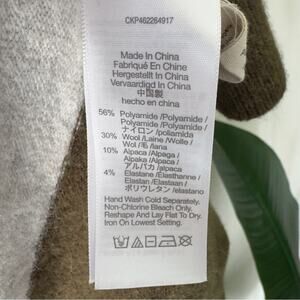 CKP462264917
Made In China
Fabriqué En Chine
Hergestellt In China
Vervaardigd In China
中国製
hecho en china
56% Polyamide/Polyamide/
Polyamide/Polyamide/
ナイロン/poliamida
30% Wool/Laine/Wolle/
Wol/毛/lana
10% Alpaca/Alpaga/
Alpaka/Alpaca/
アルパカ/alpaca
4% Elastane/Elasthanne/
Elastan/Elastaan/
ポリウレタン/elastano
Hand Wash Cold Separately.
Non-Chlorine Bleach Only.
Reshape And Lay Flat To Dry.
Iron On Lowest Setting.